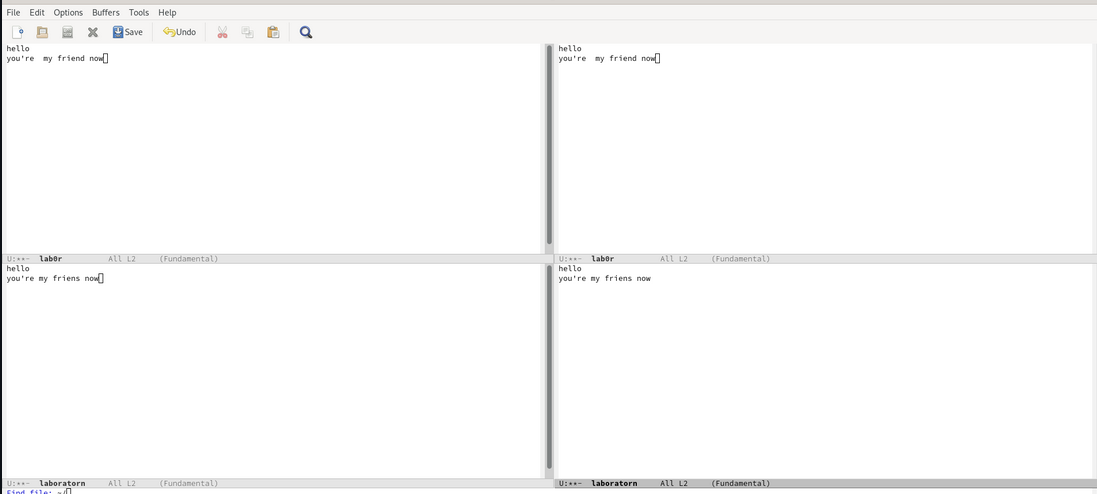 File Edit Options Buffers Tools Help
Save Undo
hello
you're  my friend now
U:**-  lab0r  All L2  (Fundamental)
hello
you're  my friend now
U:**-  lab0r  All L2  (Fundamental)
hello
you're my friens now
U:**-  laboratorn  All L2  (Fundamental)
hello
you're my friens now
U:**-  laboratorn  All L2  (Fundamental)
Find file: ~/